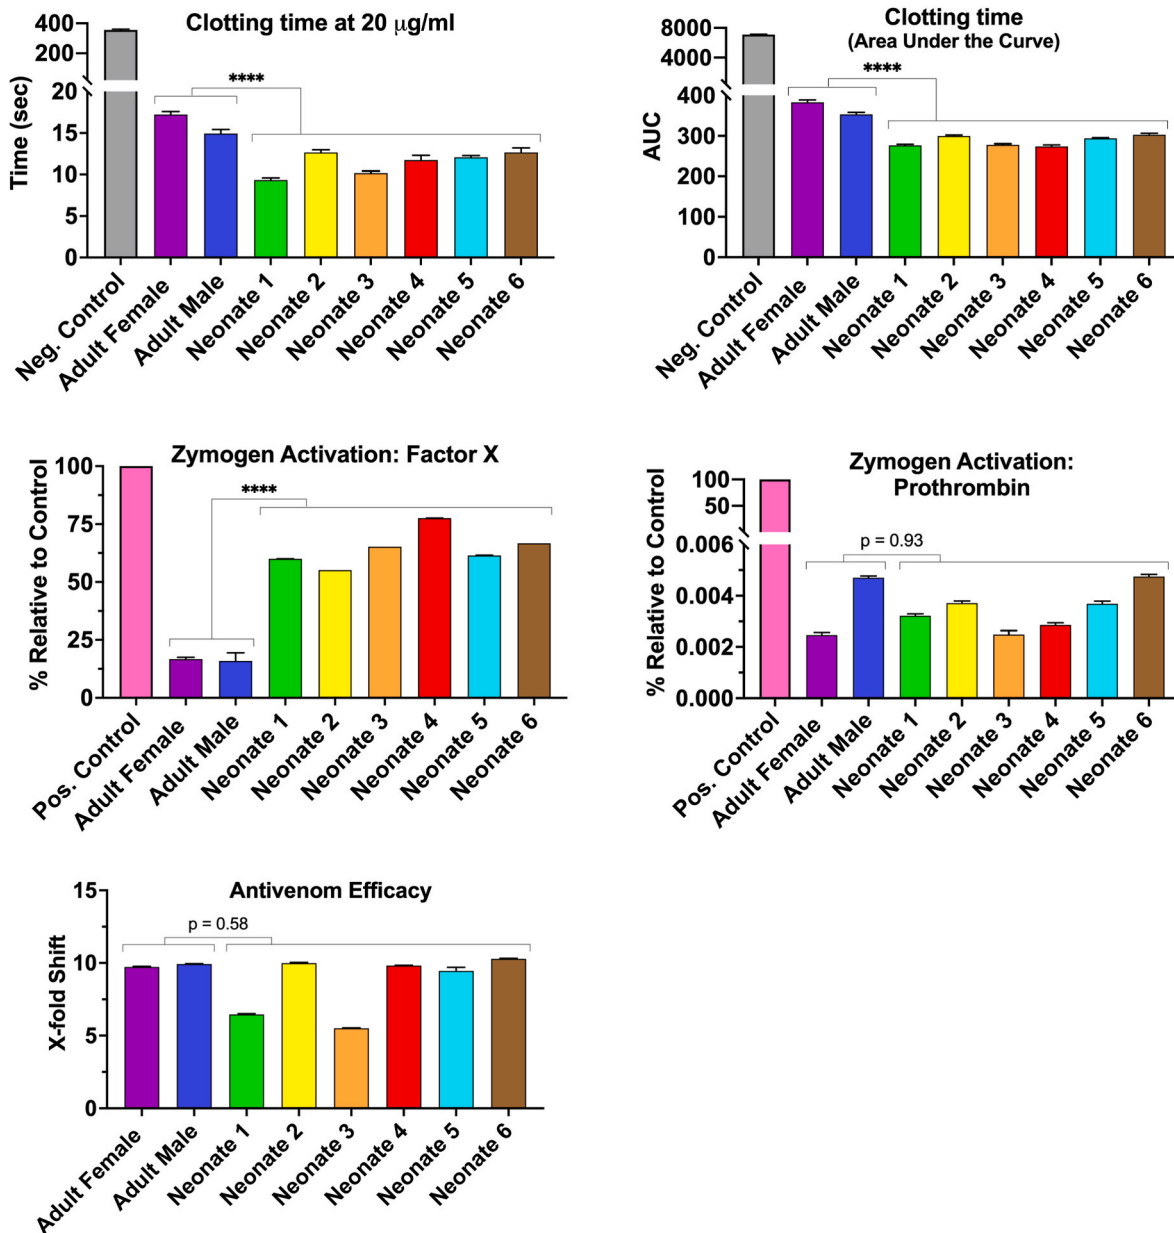 Clotting time at 20 μg/ml
Time (sec)
400
200
20
15
10
5
0
****
Neg. Control
Adult Female
Adult Male
Neonate 1
Neonate 2
Neonate 3
Neonate 4
Neonate 5
Neonate 6
Clotting time
(Area Under the Curve)
AUC
8000
4000
400
300
200
100
0
****
Neg. Control
Adult Female
Adult Male
Neonate 1
Neonate 2
Neonate 3
Neonate 4
Neonate 5
Neonate 6
Zymogen Activation: Factor X
% Relative to Control
100
75
50
25
0
****
Pos. Control
Adult Female
Adult Male
Neonate 1
Neonate 2
Neonate 3
Neonate 4
Neonate 5
Neonate 6
Zymogen Activation:
Prothrombin
% Relative to Control
100
50
0.006
0.004
0.002
0.000
p = 0.93
Pos. Control
Adult Female
Adult Male
Neonate 1
Neonate 2
Neonate 3
Neonate 4
Neonate 5
Neonate 6
Antivenom Efficacy
X-fold Shift
15
10
5
0
p = 0.58
Adult Female
Adult Male
Neonate 1
Neonate 2
Neonate 3
Neonate 4
Neonate 5
Neonate 6